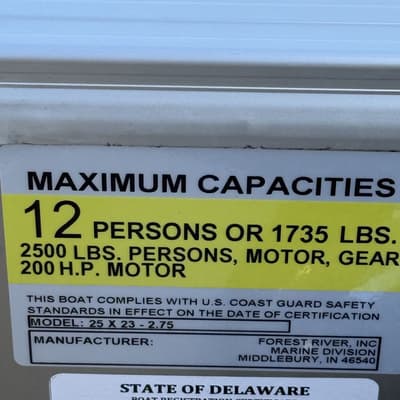 MAXIMUM CAPACITIES
12 PERSONS OR 1735 LBS.
2500 LBS. PERSONS, MOTOR, GEAR
200 H.P. MOTOR
THIS BOAT COMPLIES WITH U.S. COAST GUARD SAFETY
STANDARDS IN EFFECT ON THE DATE OF CERTIFICATION
MODEL: 25 X 23 - 2.75
MANUFACTURER:
FOREST RIVER, INC
MARINE DIVISION
MIDDLEBURY, IN 46540
STATE OF DELAWARE
BOAT REGISTRATION